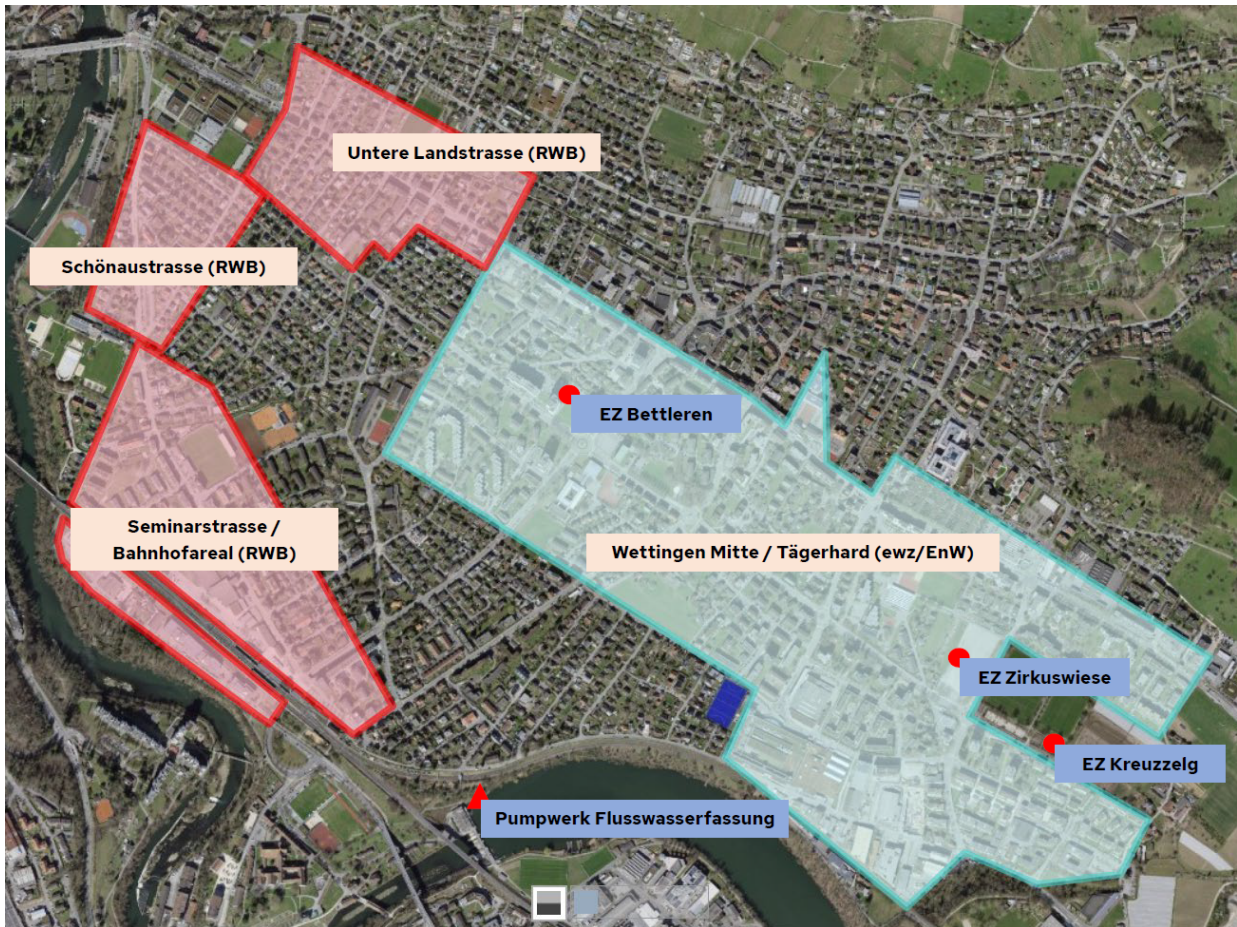 Untere Landstrasse (RWB)
Schönaustrasse (RWB)
EZ Bettleren
Seminarstrasse /
Bahnhofareal (RWB)
Wettingen Mitte / Tägerhard (ewz/EnW)
EZ Zirkuswiese
EZ Kreuzzelg
Pumpwerk Flusswasserfassung